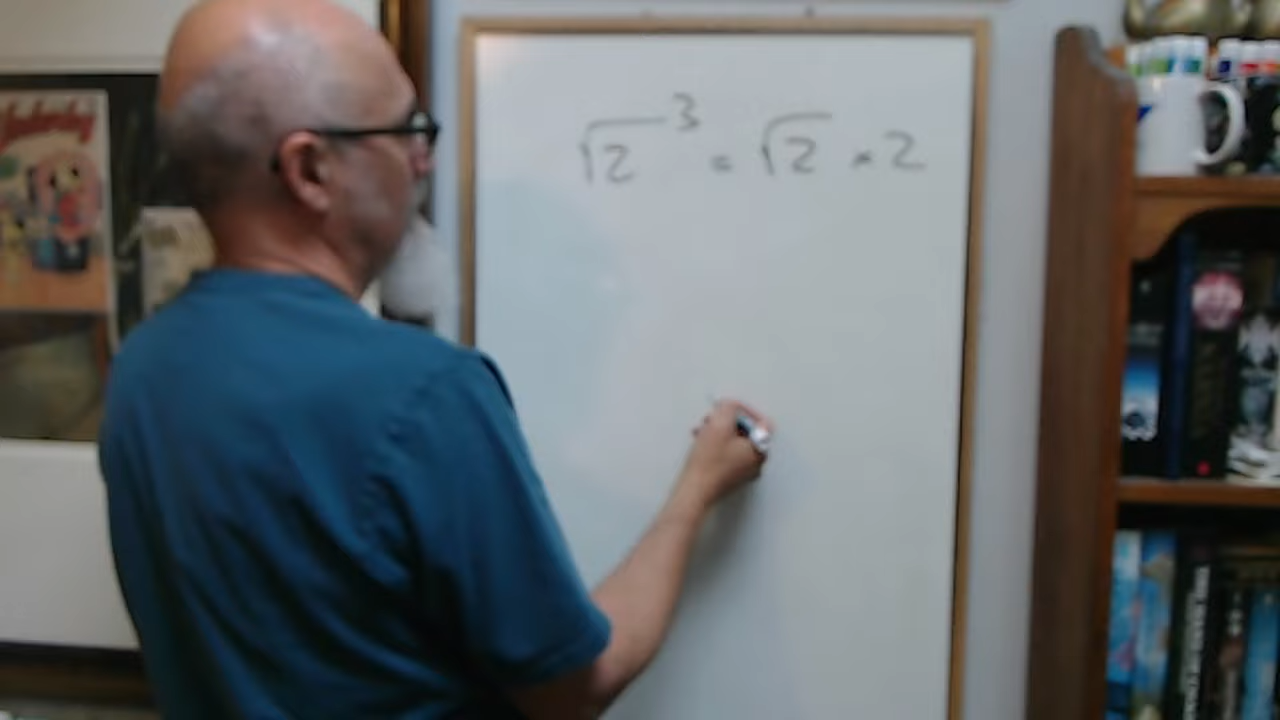 √2³ = √2 × 2